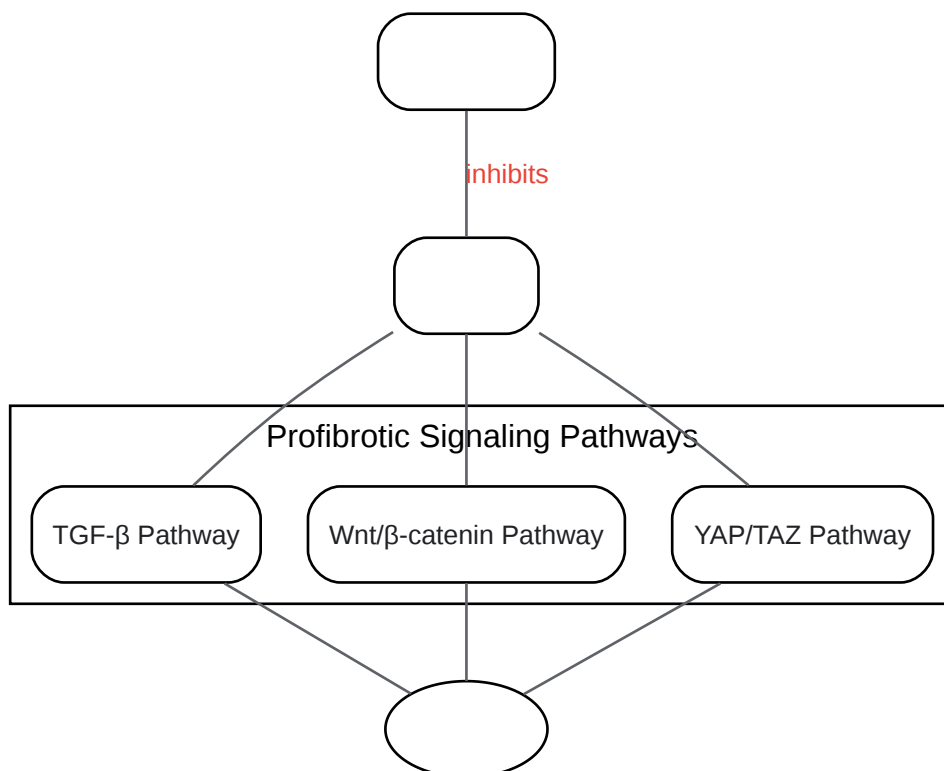 inhibits
Profibrotic Signaling Pathways
TGF-β Pathway
Wnt/β-catenin Pathway
YAP/TAZ Pathway